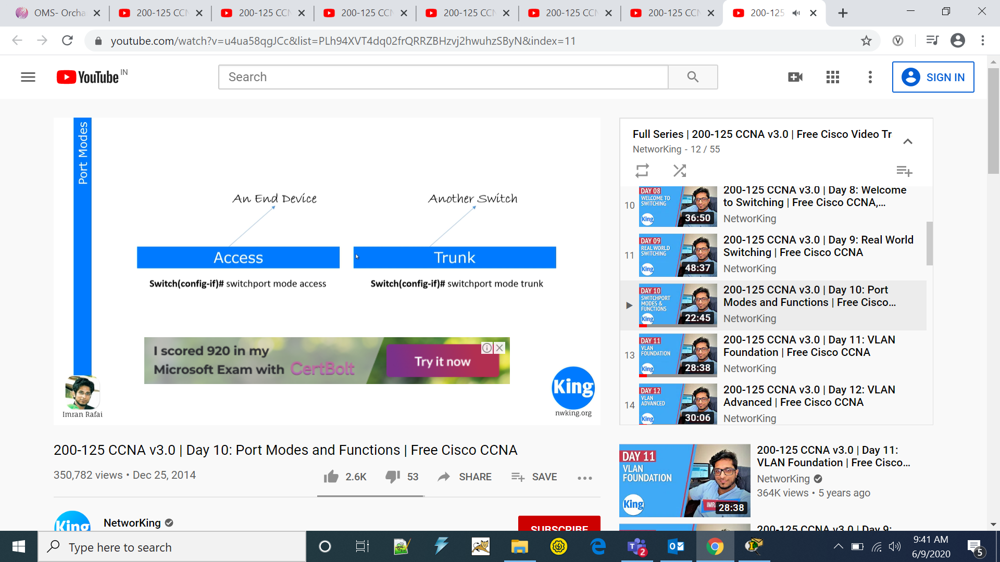 OMS- Orcha
200-125 CCN
200-125 CCN
200-125 CCN
200-125 CCN
200-125 CCN
200-125 CCN
200-125
youtube.com/watch?v=u4ua58qgJCc&list=PLh94XVT4dq02frQRRZBHzvj2hwuhzSByN&index=11
YouTube IN
Search
SIGN IN
Port Modes
An End Device
Another Switch
Access
Trunk
Switch(config-if)# switchport mode access
Switch(config-if)# switchport mode trunk
I scored 920 in my
Microsoft Exam with CertBolt
Try it now
Imran Rafai
King
nwking.org
Full Series | 200-125 CCNA v3.0 | Free Cisco Video Tr
NetworKing - 12 / 55
10
DAY 08
WELCOME TO
SWITCHING
King
36:50
200-125 CCNA v3.0 | Day 8: Welcome
to Switching | Free Cisco CCNA,...
NetworKing
11
DAY 09
REAL WORLD
SWITCHING
King
48:37
200-125 CCNA v3.0 | Day 9: Real World
Switching | Free Cisco CCNA
NetworKing
DAY 10
SWITCHPORT
MODES &
FUNCTIONS
King
22:45
200-125 CCNA v3.0 | Day 10: Port
Modes and Functions | Free Cisco...
NetworKing
13
DAY 11
VLAN
FOUNDATION
King
28:38
200-125 CCNA v3.0 | Day 11: VLAN
Foundation | Free Cisco CCNA
NetworKing
14
DAY 12
VLAN
ADVANCED
King
30:06
200-125 CCNA v3.0 | Day 12: VLAN
Advanced | Free Cisco CCNA
NetworKing
200-125 CCNA v3.0 | Day 10: Port Modes and Functions | Free Cisco CCNA
350,782 views • Dec 25, 2014
2.6K
53
SHARE
SAVE
King
NetworKing
SUBSCRIBE
DAY 11
VLAN
FOUNDATION
King
IMRA
28:38
200-125 CCNA v3.0 | Day 11:
VLAN Foundation | Free Cisco...
NetworKing
364K views • 5 years ago
200-125 CCNA v3.0 | Day 9:
Type here to search
2
9:41 AM
6/9/2020
5